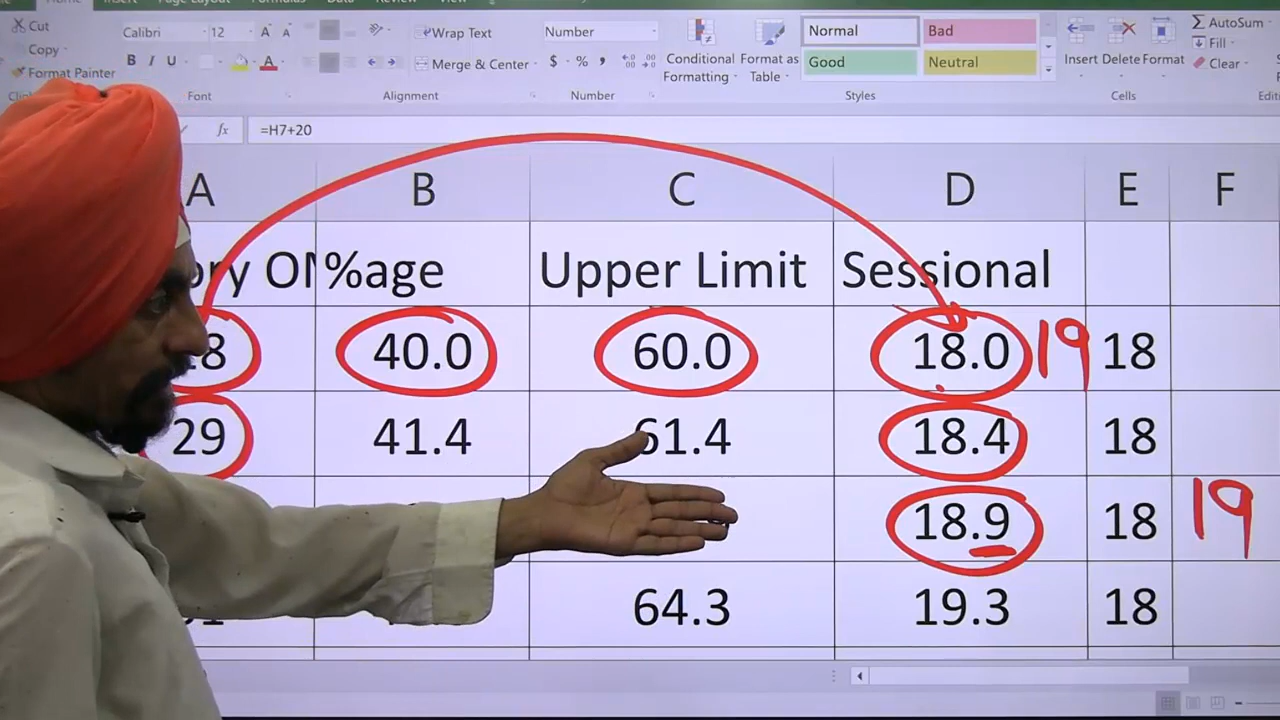 Cut
Calibri 12 Wrap Text Number Normal Bad AutoSum
Copy Conditional Format as Insert Delete Format Fill
B I U Merge & Center $ % , Good Neutral
Format Painter Formatting Table Clear
Font Alignment Number Styles Cells
fx =H7+20
A B C D E F
ory O %age Upper Limit Sessional
8 40.0 60.0 18.0 19 18
29 41.4 61.4 18.4 18
18.9 18 19
64.3 19.3 18